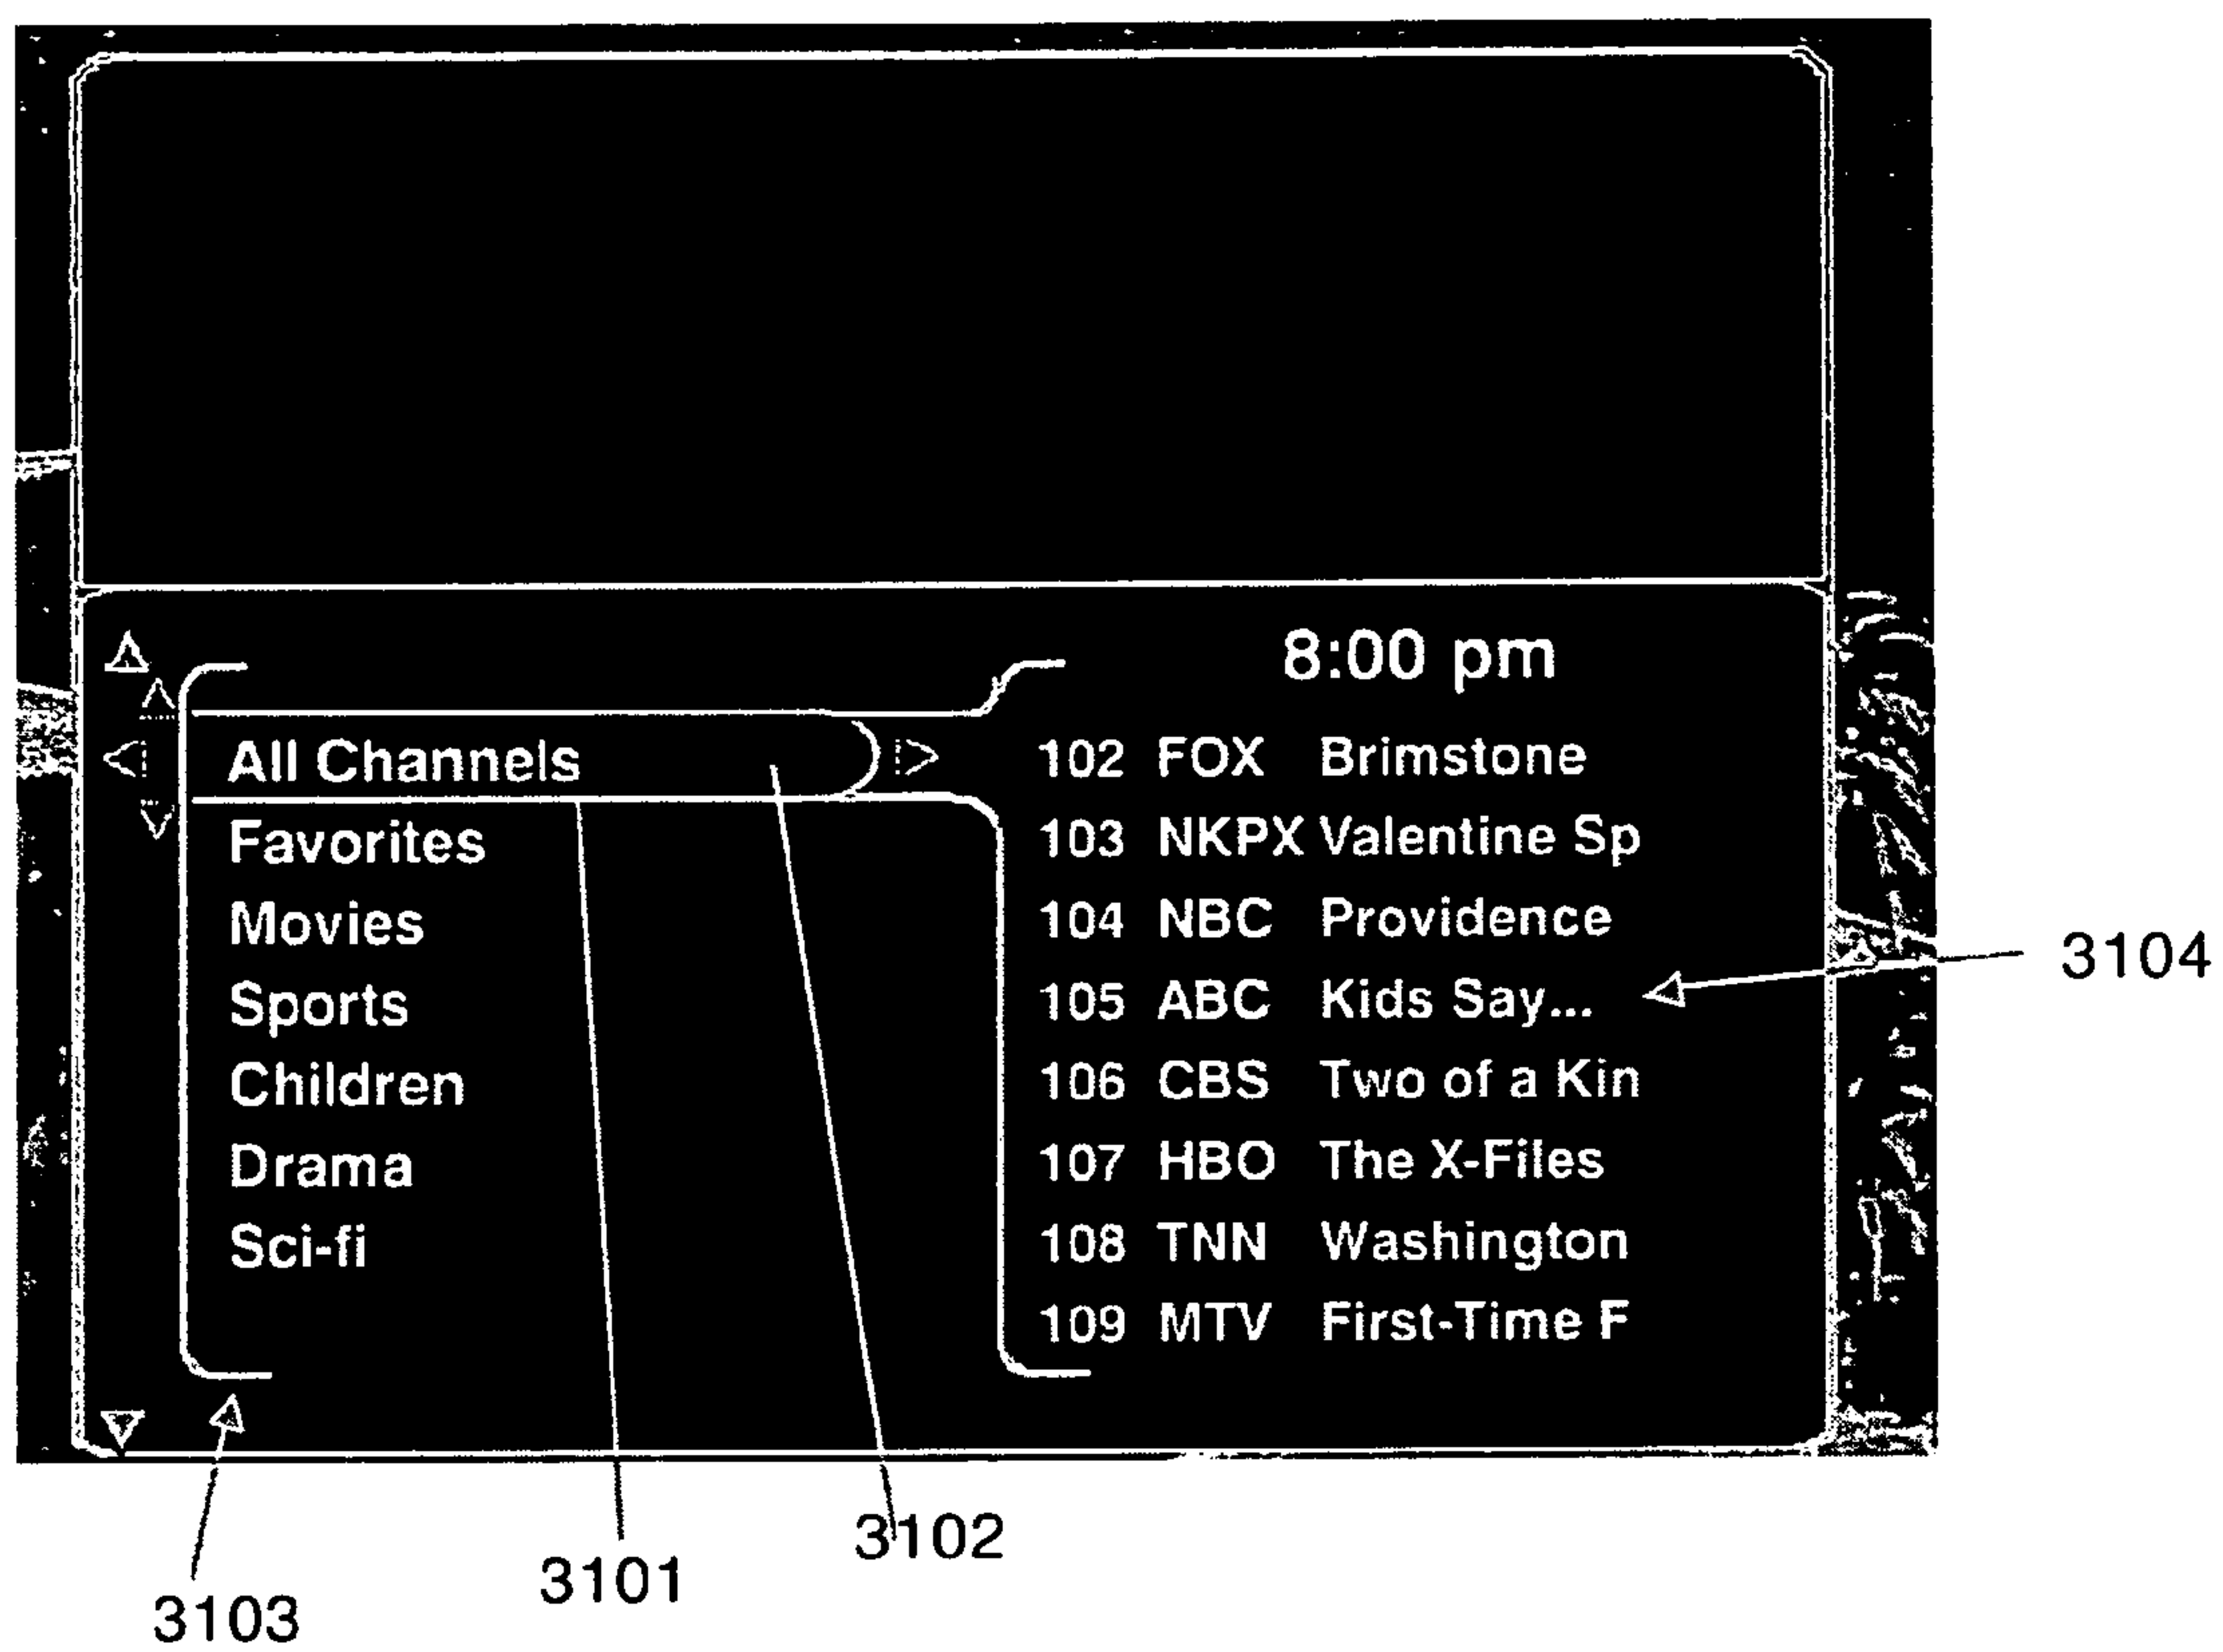 8:00 pm
All Channels
Favorites
Movies
Sports
Children
Drama
Sci-fi
102 FOX Brimstone
103 NKPX Valentine Sp
104 NBC Providence
105 ABC Kids Say...
106 CBS Two of a Kin
107 HBO The X-Files
108 TNN Washington
109 MTV First-Time F
3104
3102
3101
3103